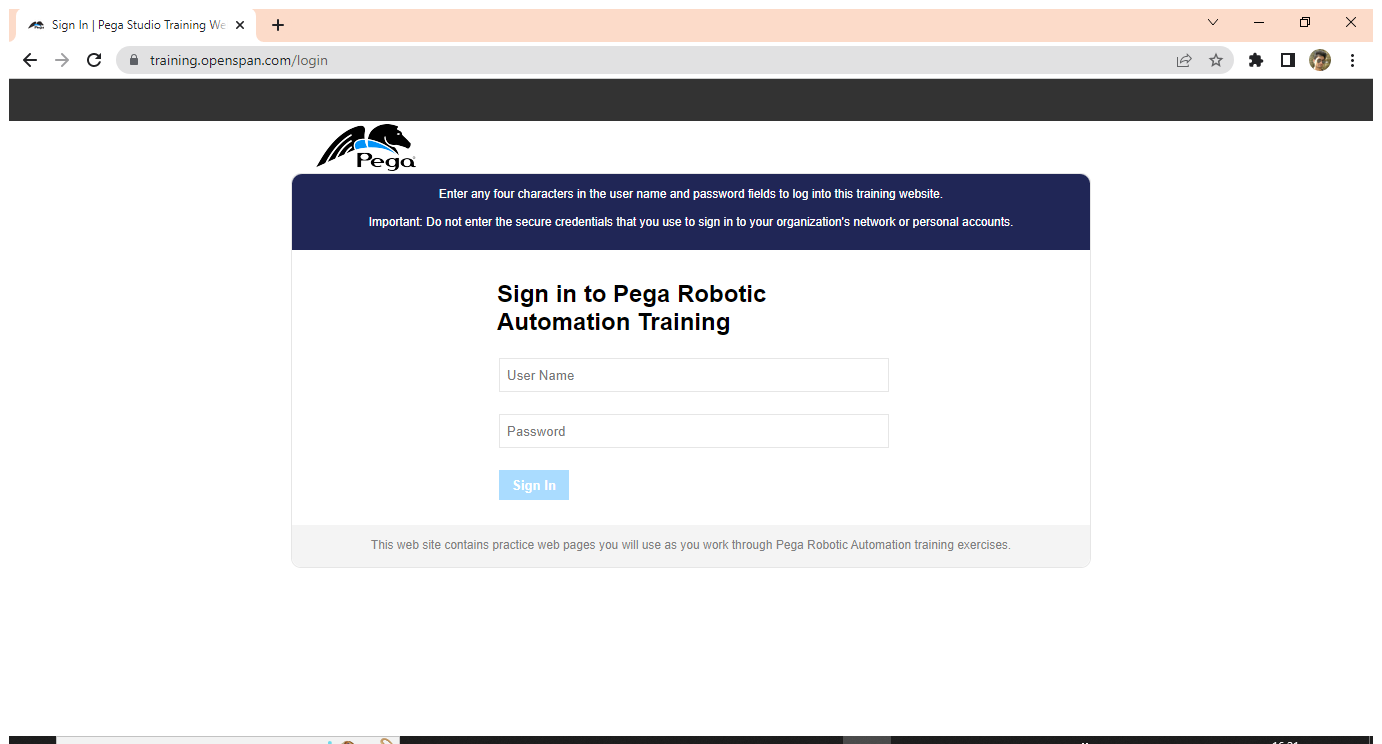 Sign In | Pega Studio Training We
training.openspan.com/login
Pega
Enter any four characters in the user name and password fields to log into this training website.
Important: Do not enter the secure credentials that you use to sign in to your organization's network or personal accounts.
Sign in to Pega Robotic
Automation Training
User Name
Password
Sign In
This web site contains practice web pages you will use as you work through Pega Robotic Automation training exercises.